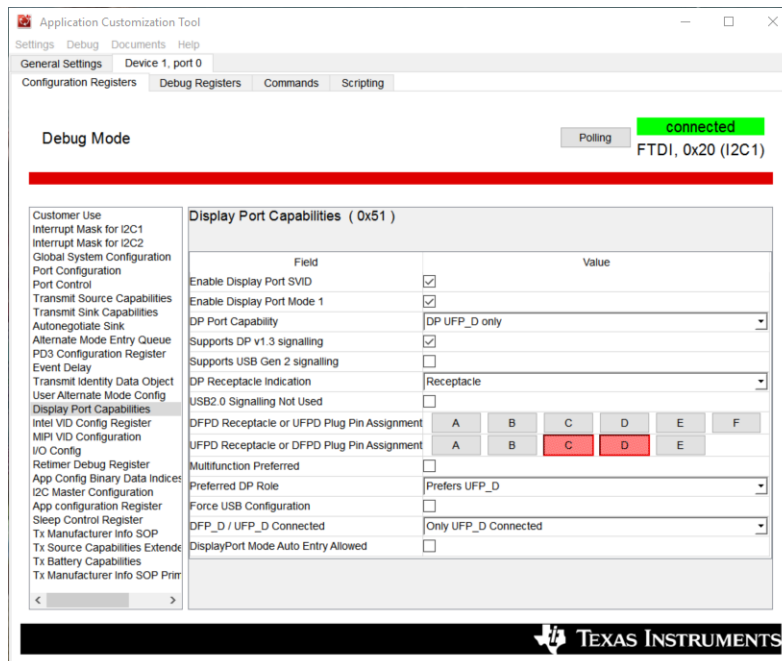 Application Customization Tool
Settings Debug Documents Help
General Settings Device 1, port 0
Configuration Registers Debug Registers Commands Scripting
Debug Mode
Polling
connected
FTDI, 0x20 (I2C1)
Customer Use
Interrupt Mask for I2C1
Interrupt Mask for I2C2
Global System Configuration
Port Configuration
Port Control
Transmit Source Capabilities
Transmit Sink Capabilities
Autonegotiate Sink
Alternate Mode Entry Queue
PD3 Configuration Register
Event Delay
Transmit Identity Data Object
User Alternate Mode Config
Display Port Capabilities
Intel VID Config Register
MIPI VID Configuration
I/O Config
Retimer Debug Register
App Config Binary Data Indices
I2C Master Configuration
App configuration Register
Sleep Control Register
Tx Manufacturer Info SOP
Tx Source Capabilities Extende
Tx Battery Capabilities
Tx Manufacturer Info SOP Prim
Display Port Capabilities ( 0x51 )
Field Value
Enable Display Port SVID
Enable Display Port Mode 1
DP Port Capability DP UFP_D only
Supports DP v1.3 signalling
Supports USB Gen 2 signalling
DP Receptacle Indication Receptacle
USB2.0 Signalling Not Used
DFPD Receptacle or UFPD Plug Pin Assignment A B C D E F
UFPD Receptacle or DFPD Plug Pin Assignment A B C D E
Multifunction Preferred
Preferred DP Role Prefers UFP_D
Force USB Configuration
DFP_D / UFP_D Connected Only UFP_D Connected
DisplayPort Mode Auto Entry Allowed
TEXAS INSTRUMENTS